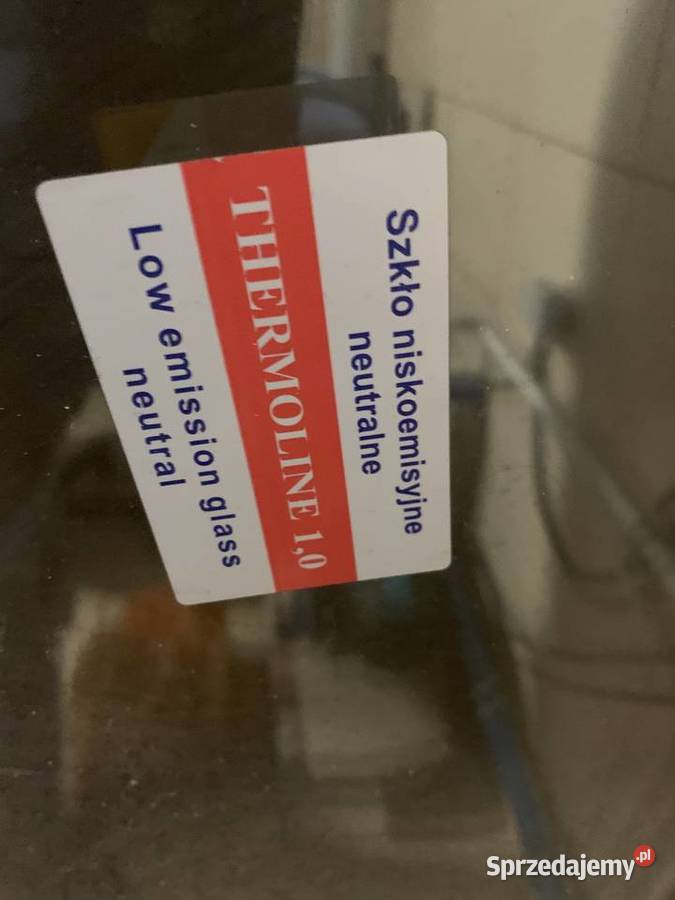 Szkło niskoemisyjne
neutralne
THERMOLINE 1,0
Low emission glass
neutral
Sprzedajemy.pl